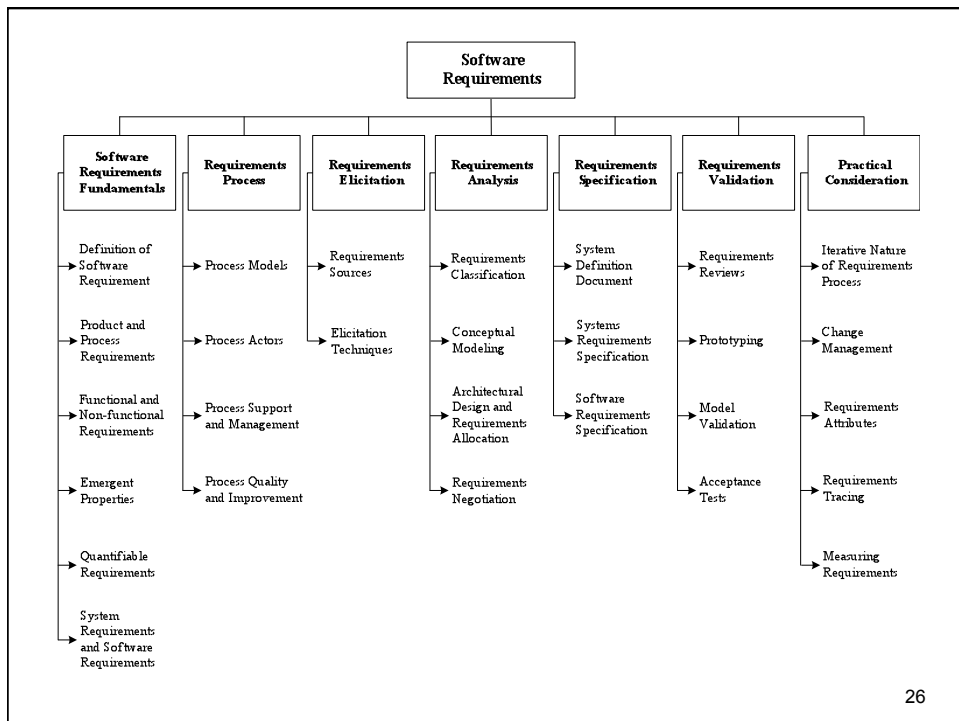 Software
Requirements
Software
Requirements
Fundamentals
Definition of
Software
Requirement
Product and
Process
Requirements
Functional and
Non-functional
Requirements
Emergent
Properties
Quantifiable
Requirements
System
Requirements
and Software
Requirements
Requirements
Process
Process Models
Process Actors
Process Support
and Management
Process Quality
and Improvement
Requirements
Elicitation
Requirements
Sources
Elicitation
Techniques
Requirements
Analysis
Requirements
Classification
Conceptual
Modeling
Architectural
Design and
Requirements
Allocation
Requirements
Negotiation
Requirements
Specification
System
Definition
Document
Systems
Requirements
Specification
Software
Requirements
Specification
Requirements
Validation
Requirements
Reviews
Prototyping
Model
Validation
Acceptance
Tests
Practical
Consideration
Iterative Nature
of Requirements
Process
Change
Management
Requirements
Attributes
Requirements
Tracing
Measuring
Requirements
26